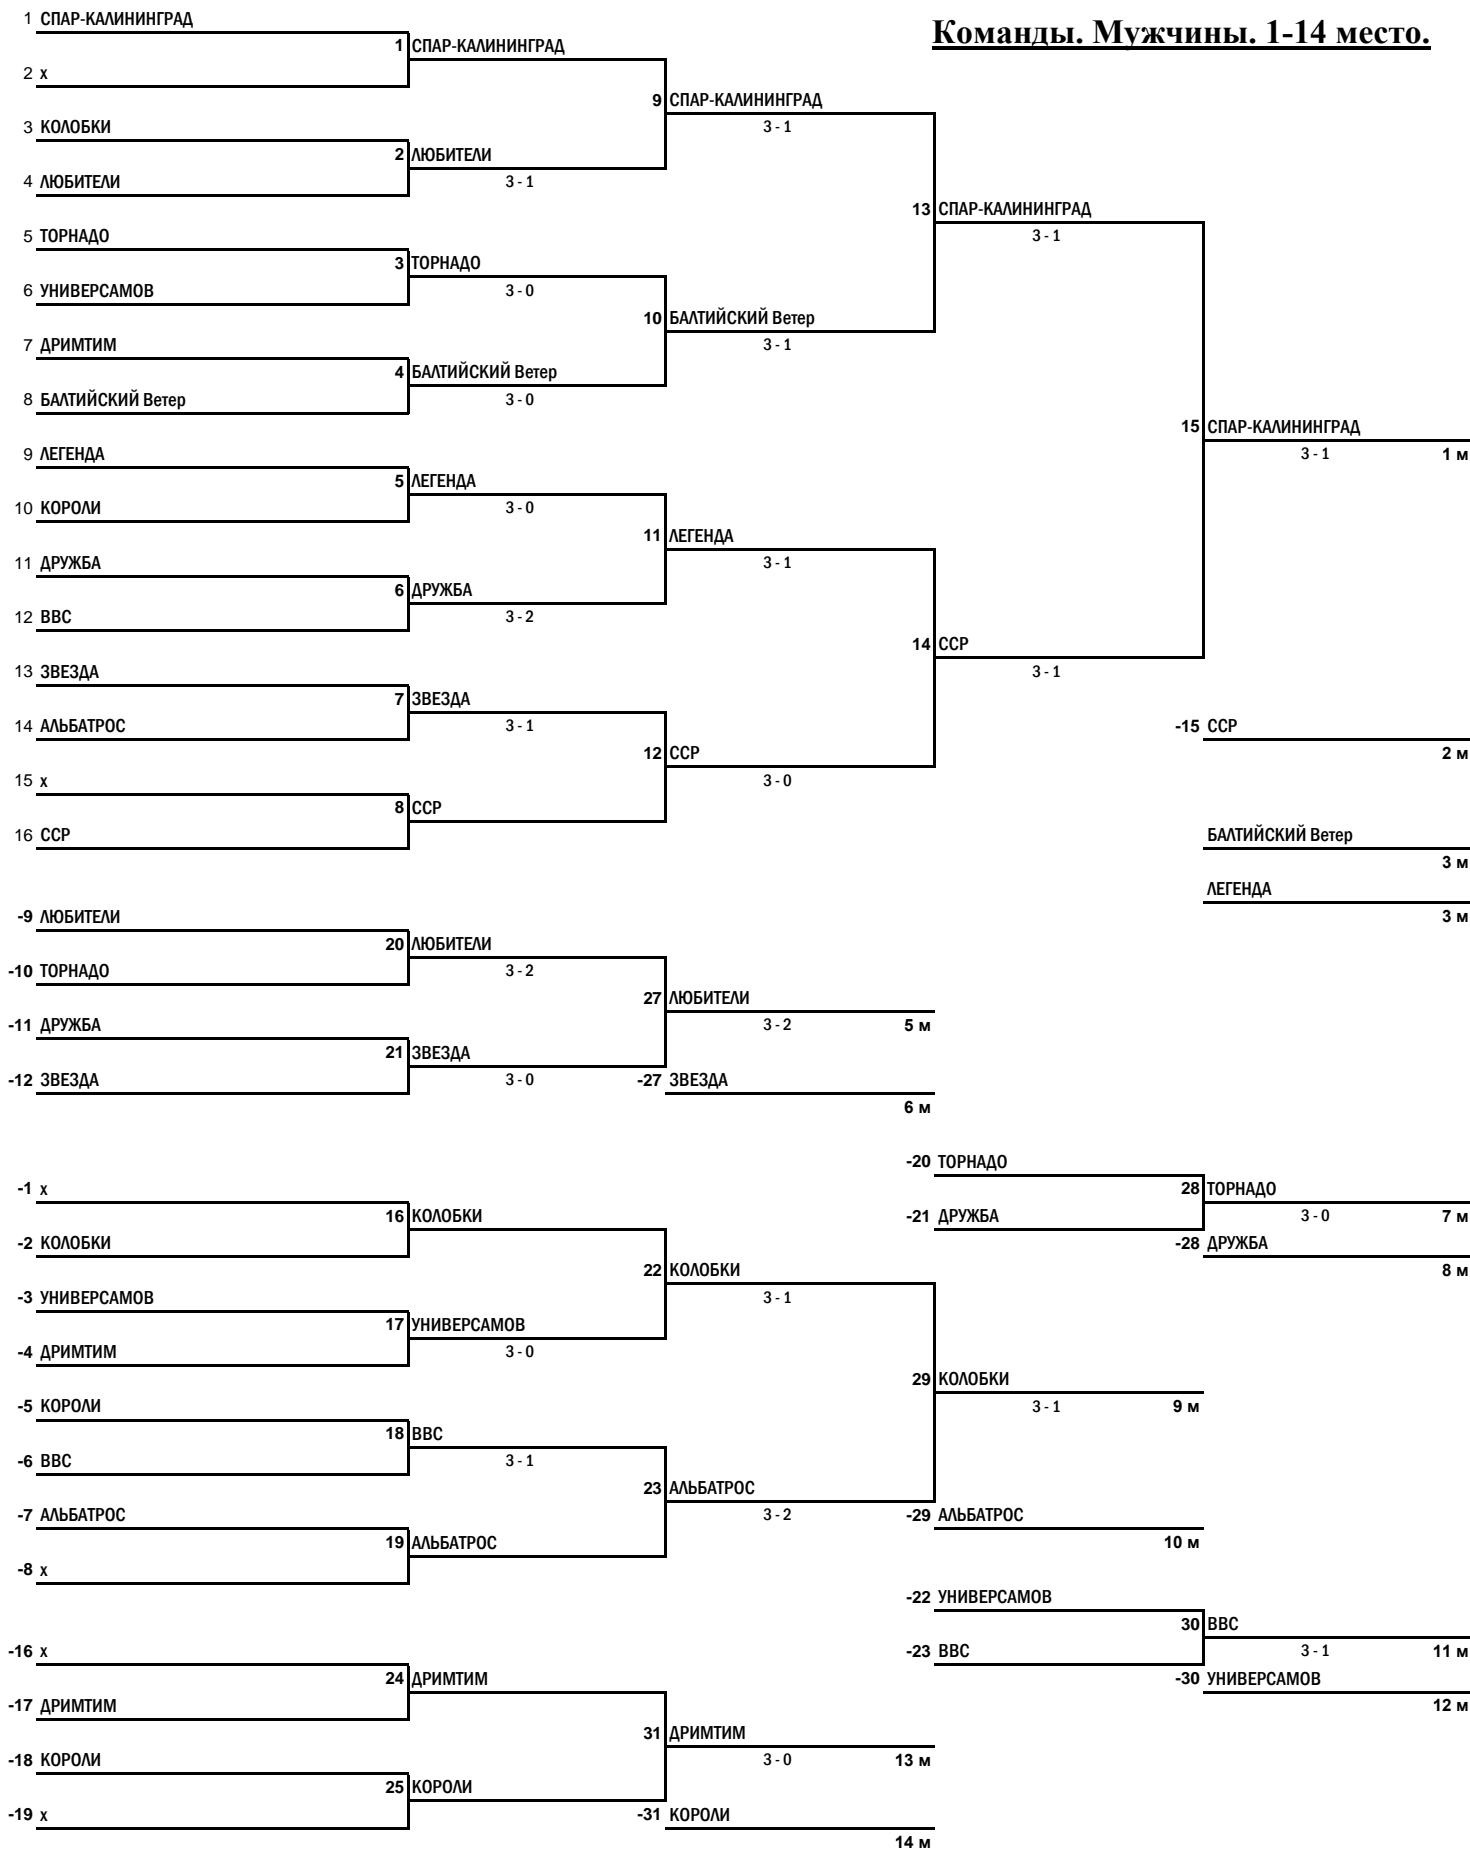 1 СПАР-КАЛИНИНГРАД
Команды. Мужчины. 1-14 место.
1 СПАР-КАЛИНИНГРАД
2 х
9 СПАР-КАЛИНИНГРАД
3 КОЛОБКИ
3 - 1
2 ЛЮБИТЕЛИ
4 ЛЮБИТЕЛИ
3 - 1
13 СПАР-КАЛИНИНГРАД
5 ТОРНАДО
3 - 1
3 ТОРНАДО
6 УНИВЕРСАМОВ
3 - 0
10 БАЛТИЙСКИЙ Ветер
7 ДРИМТИМ
3 - 1
4 БАЛТИЙСКИЙ Ветер
8 БАЛТИЙСКИЙ Ветер
3 - 0
15 СПАР-КАЛИНИНГРАД
9 ЛЕГЕНДА
3 - 1
1 м
5 ЛЕГЕНДА
10 КОРОЛИ
3 - 0
11 ЛЕГЕНДА
11 ДРУЖБА
3 - 1
6 ДРУЖБА
12 ВВС
3 - 2
14 ССР
13 ЗВЕЗДА
3 - 1
7 ЗВЕЗДА
14 АЛЬБАТРОС
3 - 1
-15 ССР
12 ССР
2 м
15 х
3 - 0
8 ССР
16 ССР
БАЛТИЙСКИЙ Ветер
3 м
ЛЕГЕНДА
-9 ЛЮБИТЕЛИ
3 м
20 ЛЮБИТЕЛИ
-10 ТОРНАДО
3 - 2
27 ЛЮБИТЕЛИ
-11 ДРУЖБА
3 - 2
5 м
21 ЗВЕЗДА
-12 ЗВЕЗДА
3 - 0
-27 ЗВЕЗДА
6 м
-20 ТОРНАДО
-1 х
28 ТОРНАДО
16 КОЛОБКИ
-21 ДРУЖБА
3 - 0
7 м
-2 КОЛОБКИ
-28 ДРУЖБА
22 КОЛОБКИ
8 м
-3 УНИВЕРСАМОВ
3 - 1
17 УНИВЕРСАМОВ
-4 ДРИМТИМ
3 - 0
29 КОЛОБКИ
-5 КОРОЛИ
3 - 1
9 м
18 ВВС
-6 ВВС
3 - 1
23 АЛЬБАТРОС
-7 АЛЬБАТРОС
3 - 2
-29 АЛЬБАТРОС
19 АЛЬБАТРОС
10 м
-8 х
-22 УНИВЕРСАМОВ
30 ВВС
-16 х
-23 ВВС
3 - 1
11 м
24 ДРИМТИМ
-30 УНИВЕРСАМОВ
-17 ДРИМТИМ
12 м
31 ДРИМТИМ
-18 КОРОЛИ
3 - 0
13 м
25 КОРОЛИ
-19 х
-31 КОРОЛИ
14 м